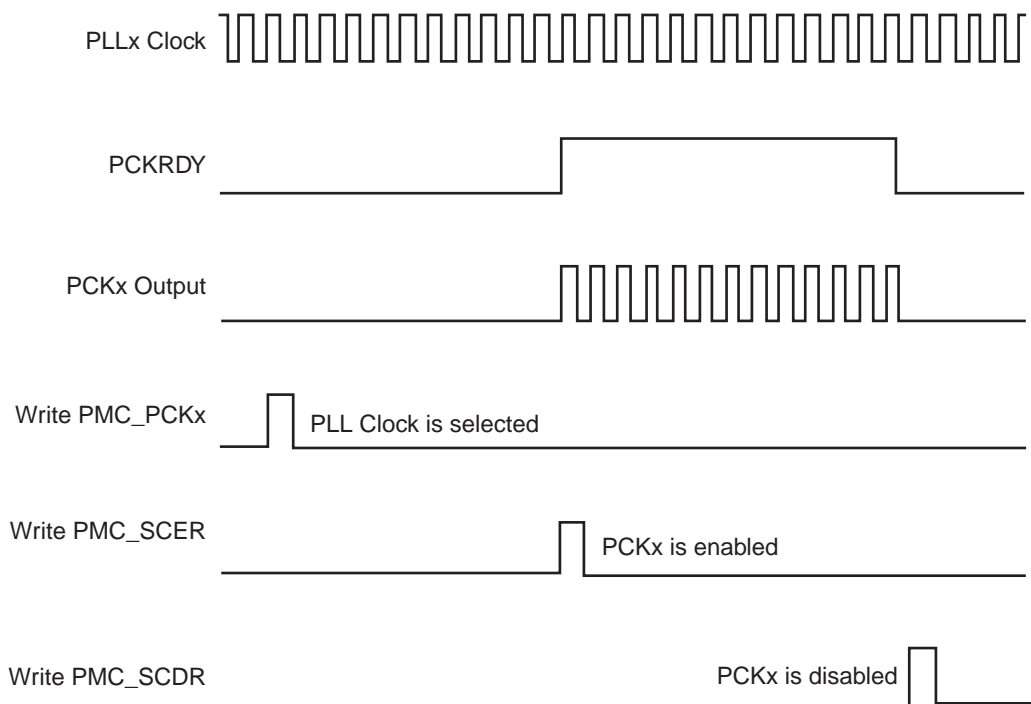 PLLx Clock
PCKRDY
PCKx Output
Write PMC_PCKx
PLL Clock is selected
Write PMC_SCER
PCKx is enabled
Write PMC_SCDR
PCKx is disabled